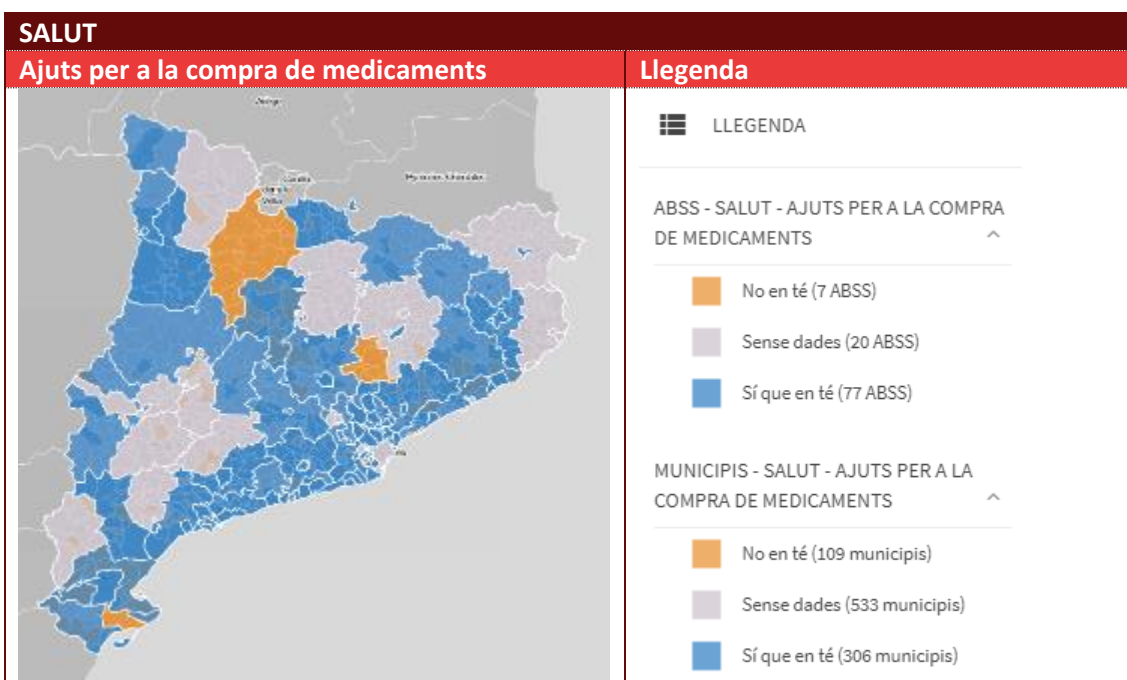 SALUT
Ajuts per a la compra de medicaments
Llegenda
LLEGENDA
ABSS - SALUT - AJUTS PER A LA COMPRA
DE MEDICAMENTS
No en té (7 ABSS)
Sense dades (20 ABSS)
Sí que en té (77 ABSS)
MUNICIPIS - SALUT - AJUTS PER A LA
COMPRA DE MEDICAMENTS
No en té (109 municipis)
Sense dades (533 municipis)
Sí que en té (306 municipis)